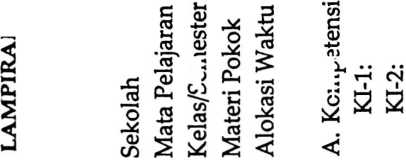 LAMPIRA
Sekolah
Mata Pelajaran
Kelas/
Materi Pokok
Alokasi Waktu
A.
KI-1:
KI-2: